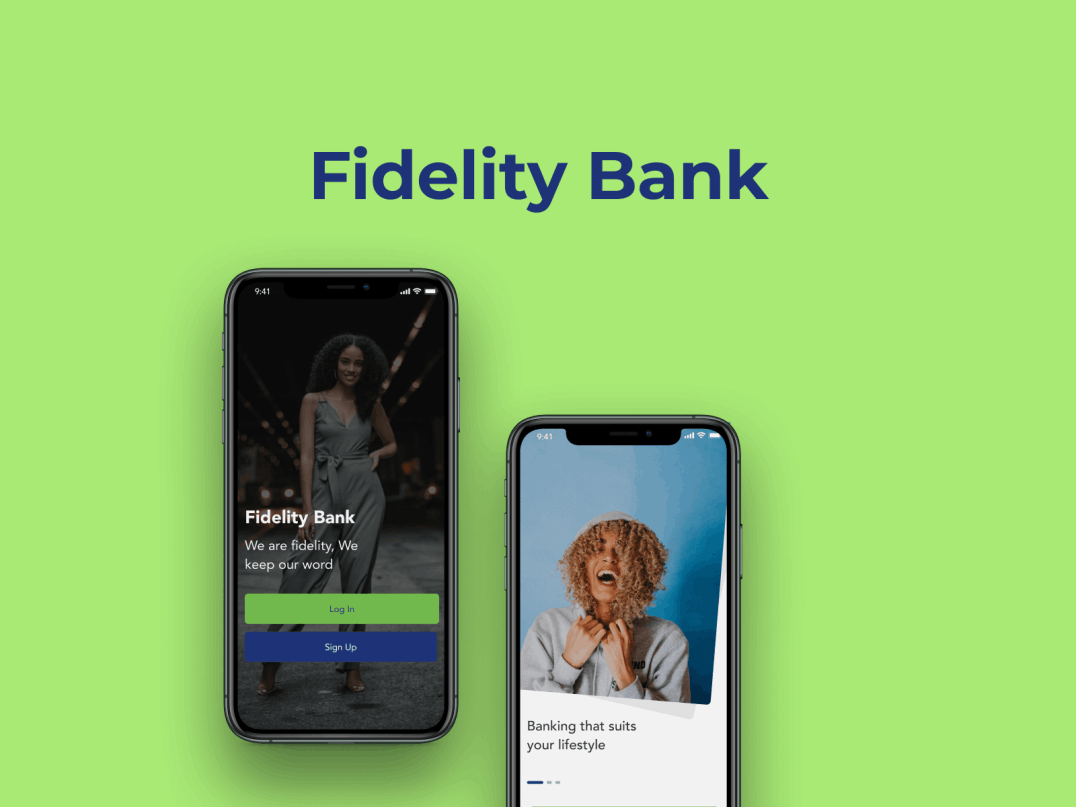 Fidelity Bank
9:41
Fidelity Bank
We are fidelity, We
keep our word
Log In
Sign Up
9:41
Banking that suits
your lifestyle